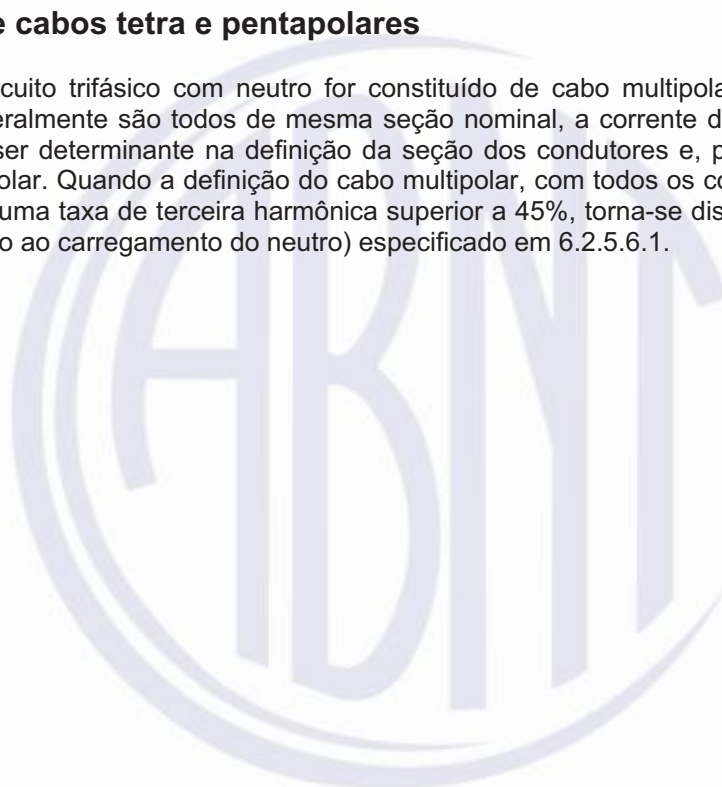 e cabos tetra e pentapolares
cuito trifásico com neutro for constituído de cabo multipola
eralmente são todos de mesma seção nominal, a corrente d
ser determinante na definição da seção dos condutores e, p
olar. Quando a definição do cabo multipolar, com todos os co
uma taxa de terceira harmônica superior a 45%, torna-se dis
o ao carregamento do neutro) especificado em 6.2.5.6.1.
ABNT